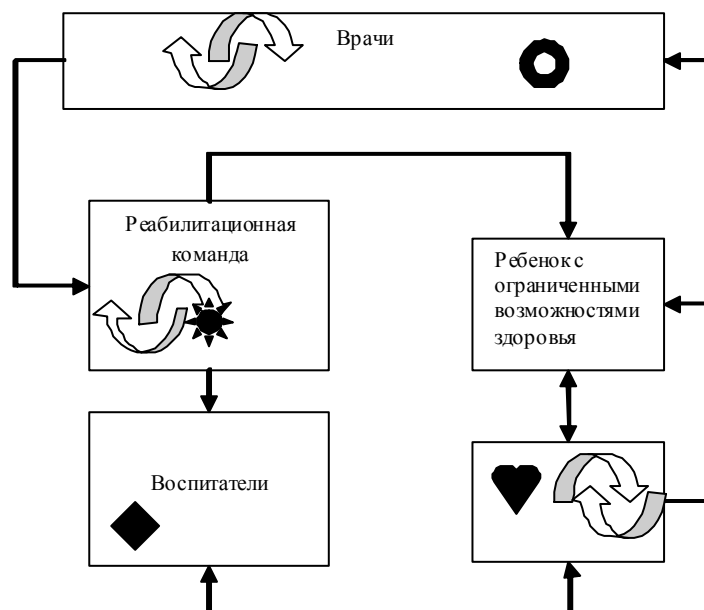 Врачи
Реабилитационная
команда
Ребенок с
ограниченными
возможностями
здоровья
Воспитатели